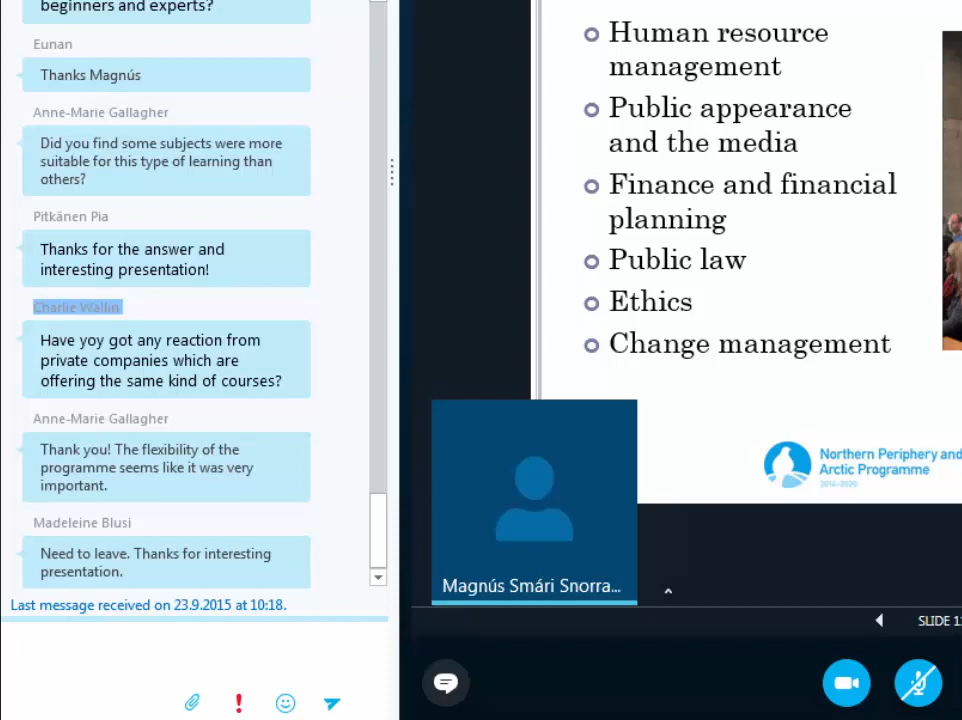 beginners and experts?
Eunan
Thanks Magnús
Anne-Marie Gallagher
Did you find some subjects were more
suitable for this type of learning than
others?
Pitkänen Pia
Thanks for the answer and
interesting presentation!
Charlie Wallin
Have yoy got any reaction from
private companies which are
offering the same kind of courses?
Anne-Marie Gallagher
Thank you! The flexibility of the
programme seems like it was very
important.
Madeleine Blusi
Need to leave. Thanks for interesting
presentation.
Last message received on 23.9.2015 at 10:18.
Human resource
management
Public appearance
and the media
Finance and financial
planning
Public law
Ethics
Change management
Northern Periphery and
Arctic Programme
2014–2020
Magnús Smári Snorra...
SLIDE